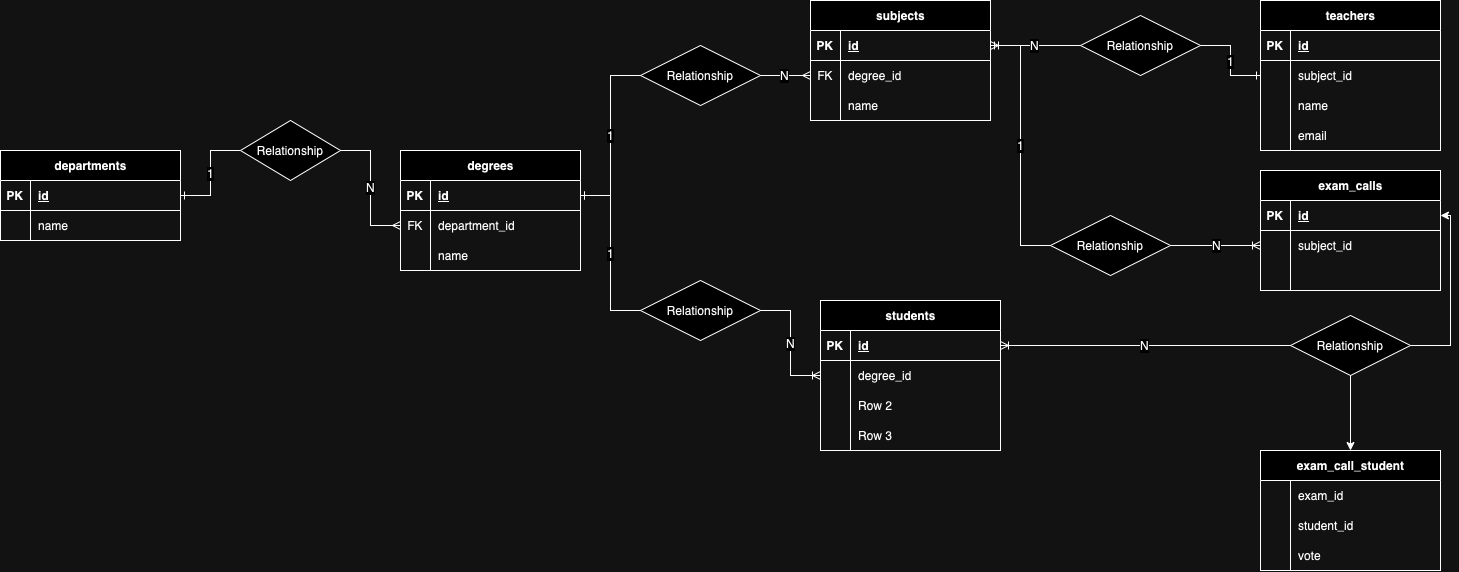 departments
PK id
name
1
Relationship
N
degrees
PK id
FK department_id
name
1
Relationship
N
subjects
PK id
FK degree_id
name
N
Relationship
1
teachers
PK id
subject_id
name
email
1
Relationship
N
exam_calls
PK id
subject_id
1
Relationship
N
students
PK id
degree_id
Row 2
Row 3
N
Relationship
exam_call_student
exam_id
student_id
vote